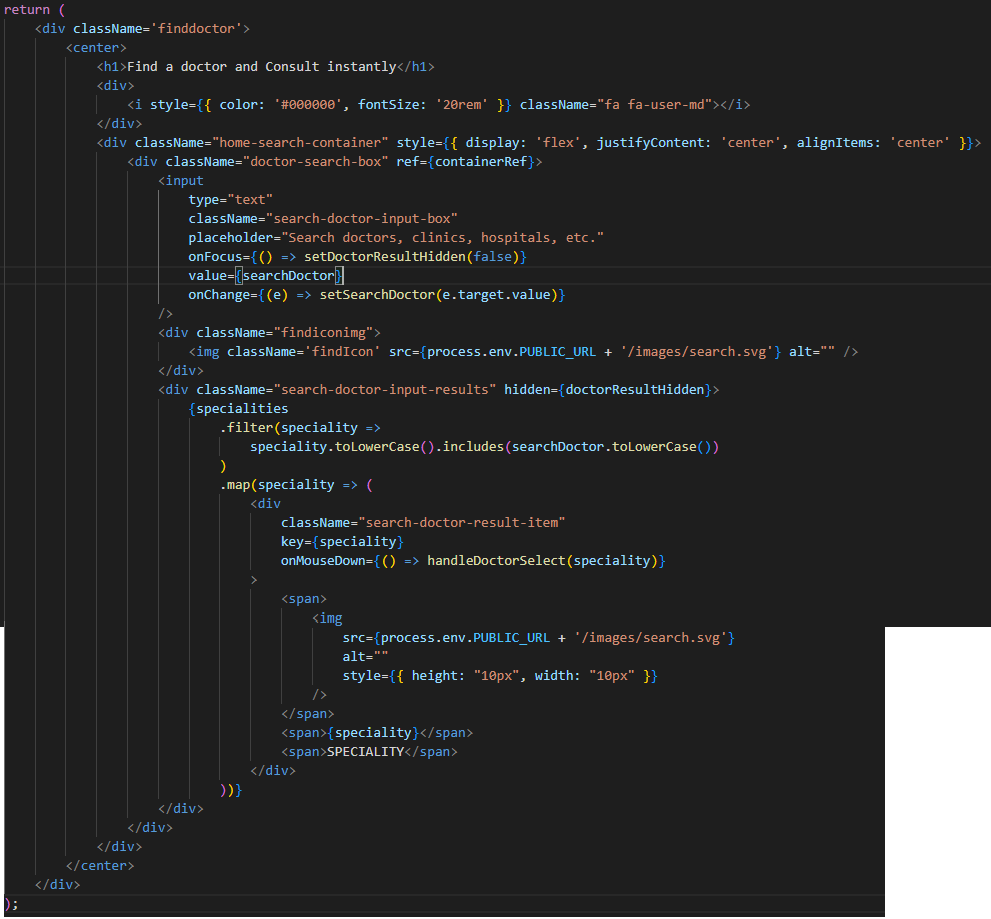 return (
<div className='finddoctor'>
<center>
<h1>Find a doctor and Consult instantly</h1>
<div>
<i style={{ color: '#000000', fontSize: '20rem' }} className="fa fa-user-md"></i>
</div>
<div className="home-search-container" style={{ display: 'flex', justifyContent: 'center', alignItems: 'center' }}>
<div className="doctor-search-box" ref={containerRef}>
<input
type="text"
className="search-doctor-input-box"
placeholder="Search doctors, clinics, hospitals, etc."
onFocus={() => setDoctorResultHidden(false)}
value={searchDoctor}
onChange={(e) => setSearchDoctor(e.target.value)}
/>
<div className="findiconimg">
<img className='findIcon' src={process.env.PUBLIC_URL + '/images/search.svg'} alt="" />
</div>
<div className="search-doctor-input-results" hidden={doctorResultHidden}>
{specialities
.filter(speciality =>
speciality.toLowerCase().includes(searchDoctor.toLowerCase())
)
.map(speciality => (
<div
className="search-doctor-result-item"
key={speciality}
onMouseDown={() => handleDoctorSelect(speciality)}
>
<span>
<img
src={process.env.PUBLIC_URL + '/images/search.svg'}
alt=""
style={{ height: "10px", width: "10px" }}
/>
</span>
<span>{speciality}</span>
<span>SPECIALITY</span>
</div>
))}
</div>
</div>
</div>
</center>
</div>
);